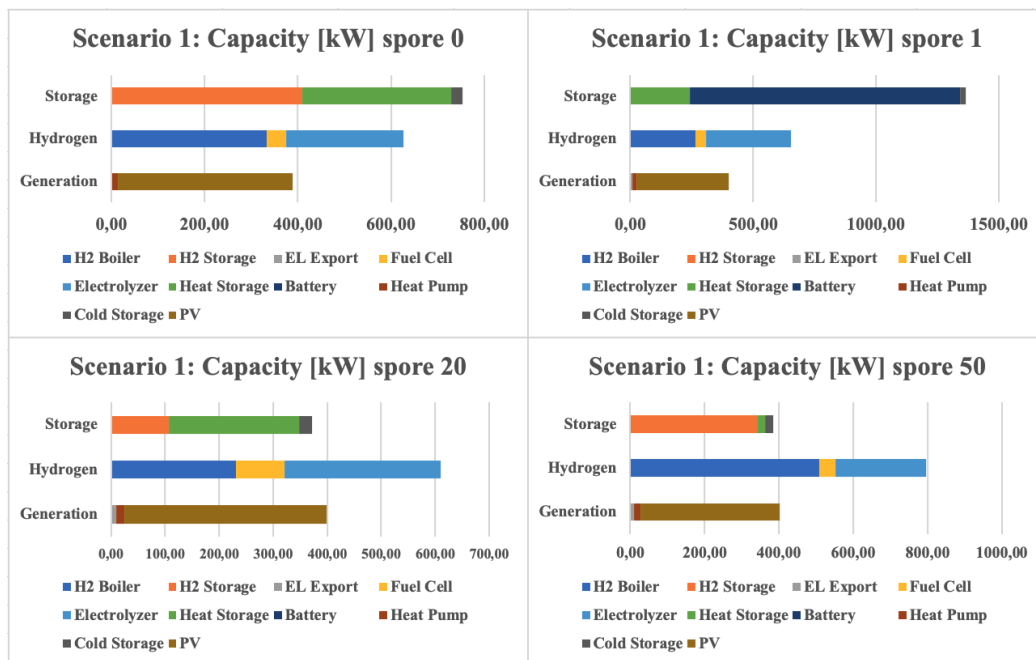 Scenario 1: Capacity [kW] spore 0
Storage
Hydrogen
Generation
0,00 200,00 400,00 600,00 800,00
H2 Boiler H2 Storage EL Export Fuel Cell
Electrolyzer Heat Storage Battery Heat Pump
Cold Storage PV
Scenario 1: Capacity [kW] spore 1
Storage
Hydrogen
Generation
0,00 500,00 1000,00 1500,00
H2 Boiler H2 Storage EL Export Fuel Cell
Electrolyzer Heat Storage Battery Heat Pump
Cold Storage PV
Scenario 1: Capacity [kW] spore 20
Storage
Hydrogen
Generation
0,00 100,00 200,00 300,00 400,00 500,00 600,00 700,00
H2 Boiler H2 Storage EL Export Fuel Cell
Electrolyzer Heat Storage Battery Heat Pump
Cold Storage PV
Scenario 1: Capacity [kW] spore 50
Storage
Hydrogen
Generation
0,00 200,00 400,00 600,00 800,00 1000,00
H2 Boiler H2 Storage EL Export Fuel Cell
Electrolyzer Heat Storage Battery Heat Pump
Cold Storage PV